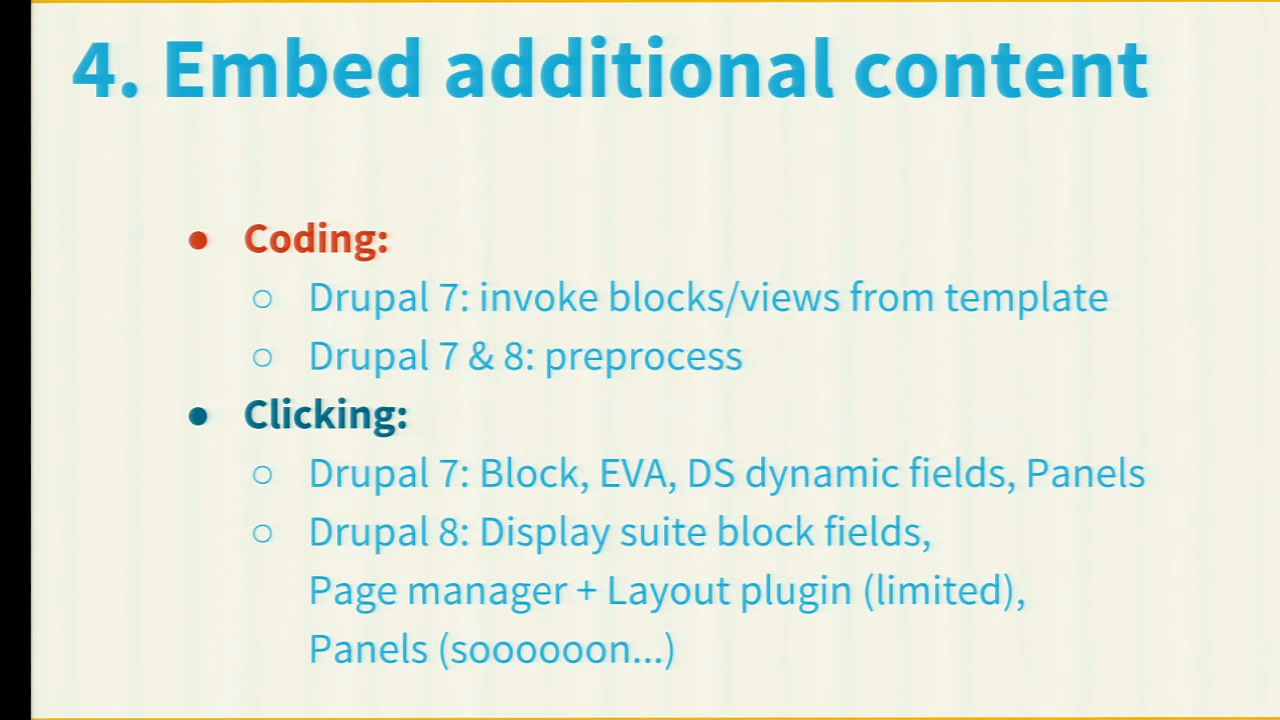 4. Embed additional content
● Coding:
○ Drupal 7: invoke blocks/views from template
○ Drupal 7 & 8: preprocess
● Clicking:
○ Drupal 7: Block, EVA, DS dynamic fields, Panels
○ Drupal 8: Display suite block fields,
Page manager + Layout plugin (limited),
Panels (soooooon...)